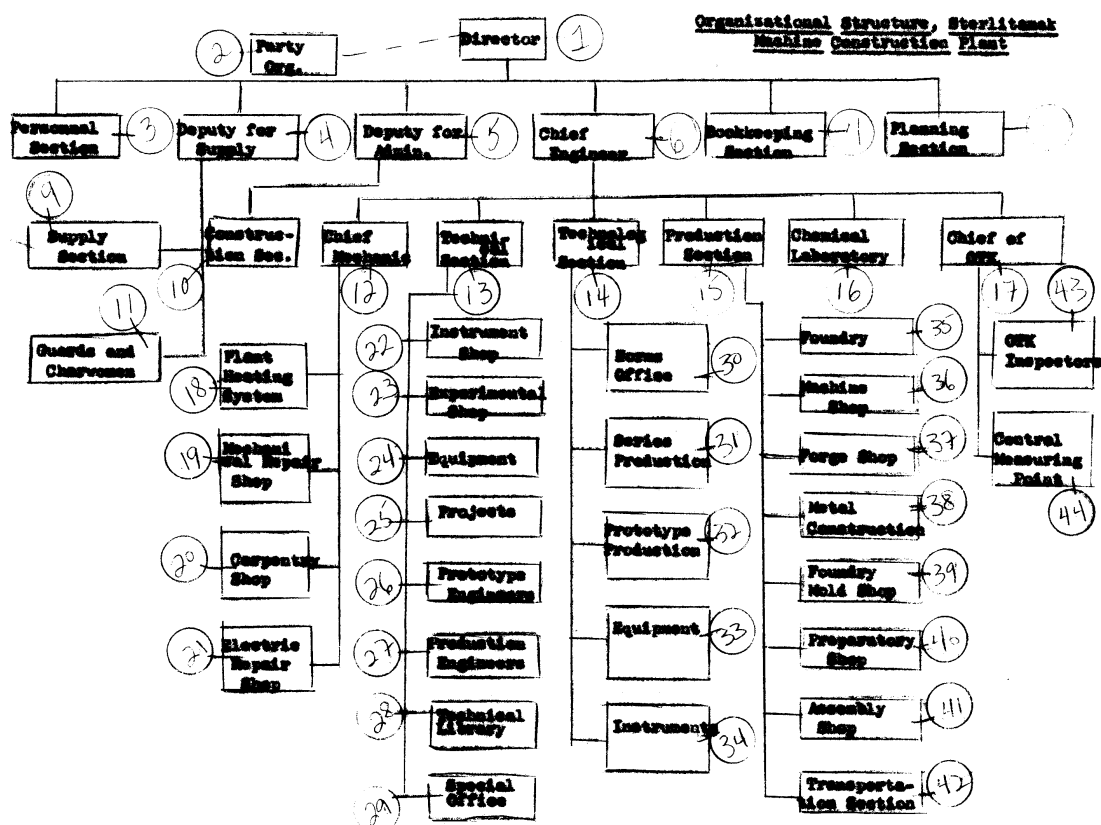 Organizational Structure, Sterlitamak
Machine Construction Plant
Director
1
2
Party
Org.
Personnel
Section
3
Deputy for
Supply
4
Deputy for
Admin.
5
Chief
Engineer
6
Bookkeeping
Section
Planning
Section
9
Supply
Section
10
Construc-
tion Sec.
Chief
Mechanic
12
Technir
cal Section
13
Technolog
ical
Section
14
Production
Section
15
Chemical
Laboratory
16
Chief of
OTK
17
11
Guards and
Charwomen
18
Plant
Heating
System
19
Mechani
cal Repair
Shop
20
Carpentry
Shop
21
Electric
Repair
Shop
22
Instrument
Shop
23
Experimental
Shop
24
Equipment
25
Projects
26
Prototype
Engineers
27
Production
Engineers
28
Technical
Library
29
Special
Office
Norms
Office
30
Series
Production
31
Prototype
Production
32
Equipment
33
Instruments
34
Foundry
35
Machine
Shop
36
Forge Shop
37
Metal
Construction
38
Foundry
Mold Shop
39
Preparatory
Shop
40
Assembly
Shop
41
Transporta-
tion Section
42
43
OTK
Inspectors
Central
Measuring
Point
44